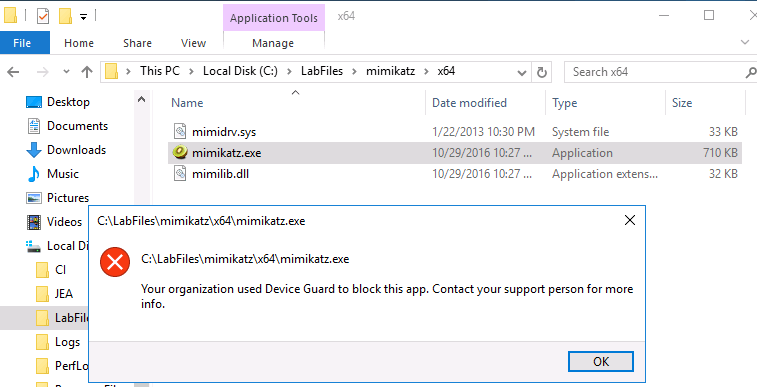 Application Tools x64
File Home Share View Manage
This PC Local Disk (C:) LabFiles mimikatz x64 Search x64
Desktop
Documents
Downloads
Music
Pictures
Videos
Local Di
CI
JEA
LabFile
Logs
PerfLo
Name Date modified Type Size
mimidrv.sys 1/22/2013 10:30 PM System file 33 KB
mimikatz.exe 10/29/2016 10:27 ... Application 710 KB
mimilib.dll 10/29/2016 10:27 ... Application extens... 32 KB
C:\LabFiles\mimikatz\x64\mimikatz.exe
C:\LabFiles\mimikatz\x64\mimikatz.exe
Your organization used Device Guard to block this app. Contact your support person for more
info.
OK